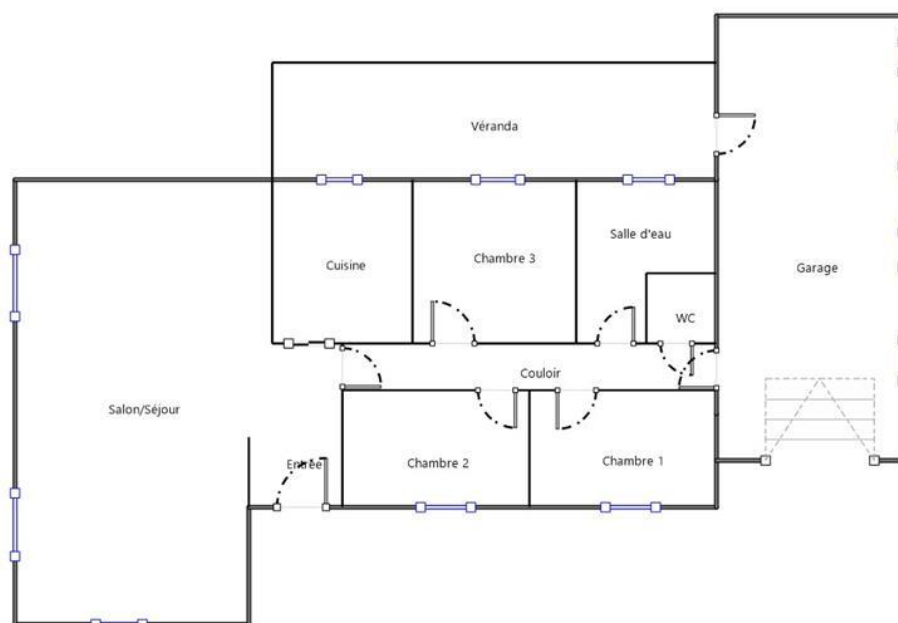 Véranda
Salle d'eau
Cuisine
Chambre 3
Garage
WC
Couloir
Salon/Séjour
Entrée
Chambre 2
Chambre 1